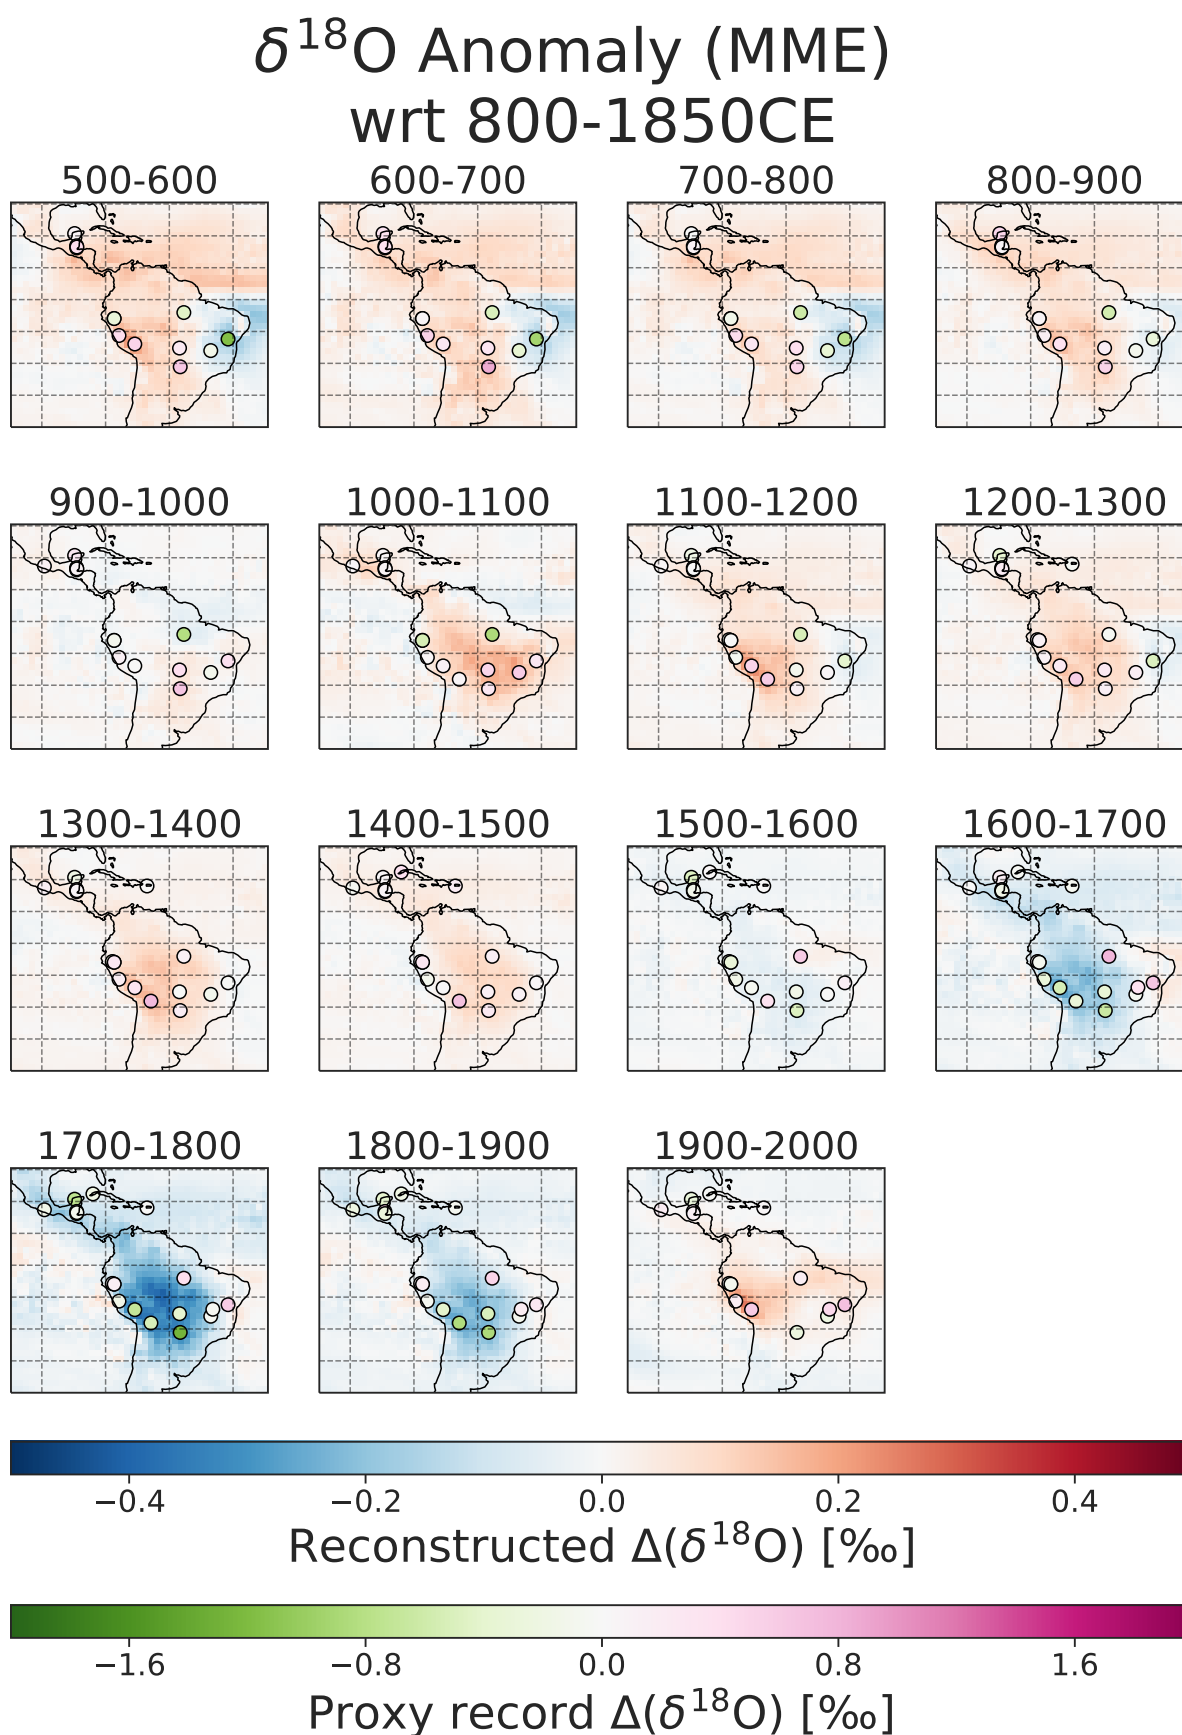 δ¹⁸O Anomaly (MME)
wrt 800-1850CE
500-600 600-700 700-800 800-900
900-1000 1000-1100 1100-1200 1200-1300
1300-1400 1400-1500 1500-1600 1600-1700
1700-1800 1800-1900 1900-2000
−0.4 −0.2 0.0 0.2 0.4
Reconstructed Δ(δ¹⁸O) [‰]
−1.6 −0.8 0.0 0.8 1.6
Proxy record Δ(δ¹⁸O) [‰]